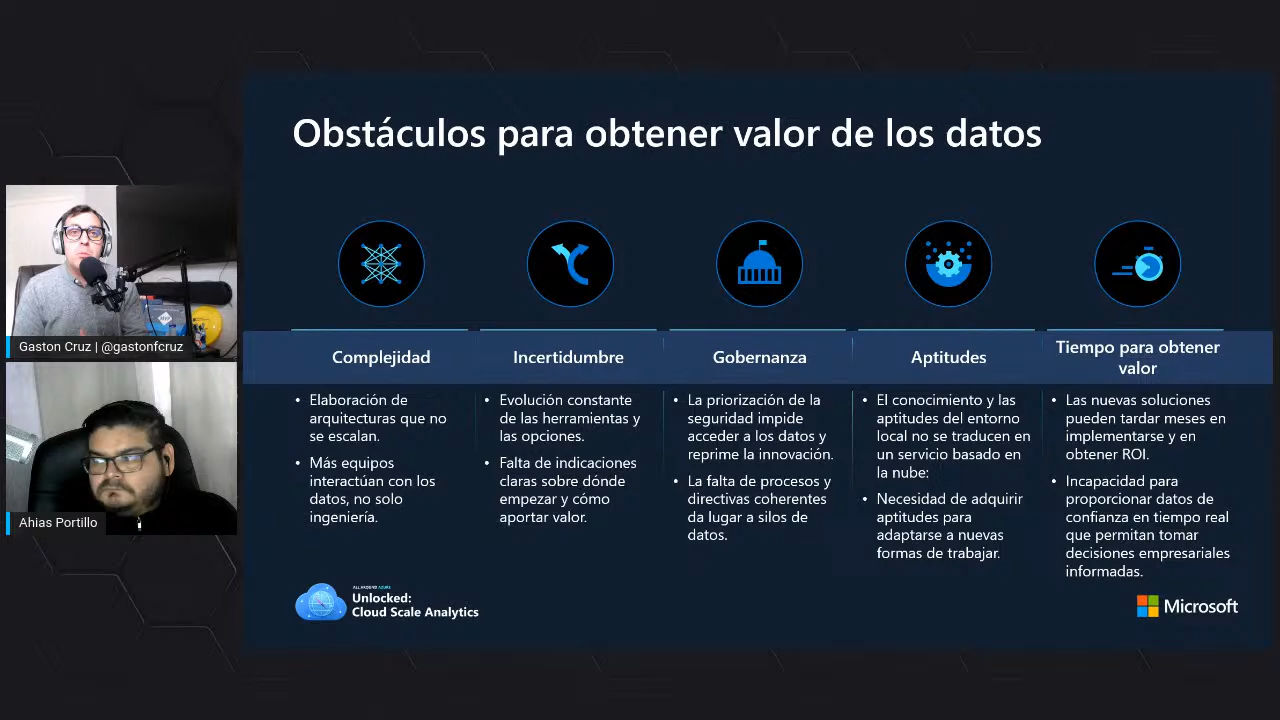 Obstáculos para obtener valor de los datos
Gaston Cruz | @gastonfcruz
Ahias Portillo
Complejidad
• Elaboración de
arquitecturas que no
se escalan.
• Más equipos
interactúan con los
datos, no solo
ingeniería.
Incertidumbre
• Evolución constante
de las herramientas y
las opciones.
• Falta de indicaciones
claras sobre dónde
empezar y cómo
aportar valor.
Gobernanza
• La priorización de la
seguridad impide
acceder a los datos y
reprime la innovación.
• La falta de procesos y
directivas coherentes
da lugar a silos de
datos.
Aptitudes
• El conocimiento y las
aptitudes del entorno
local no se traducen en
un servicio basado en
la nube:
• Necesidad de adquirir
aptitudes para
adaptarse a nuevas
formas de trabajar.
Tiempo para obtener
valor
• Las nuevas soluciones
pueden tardar meses en
implementarse y en
obtener ROI.
• Incapacidad para
proporcionar datos de
confianza en tiempo real
que permitan tomar
decisiones empresariales
informadas.
ALL AROUND AZURE
Unlocked:
Cloud Scale Analytics
Microsoft